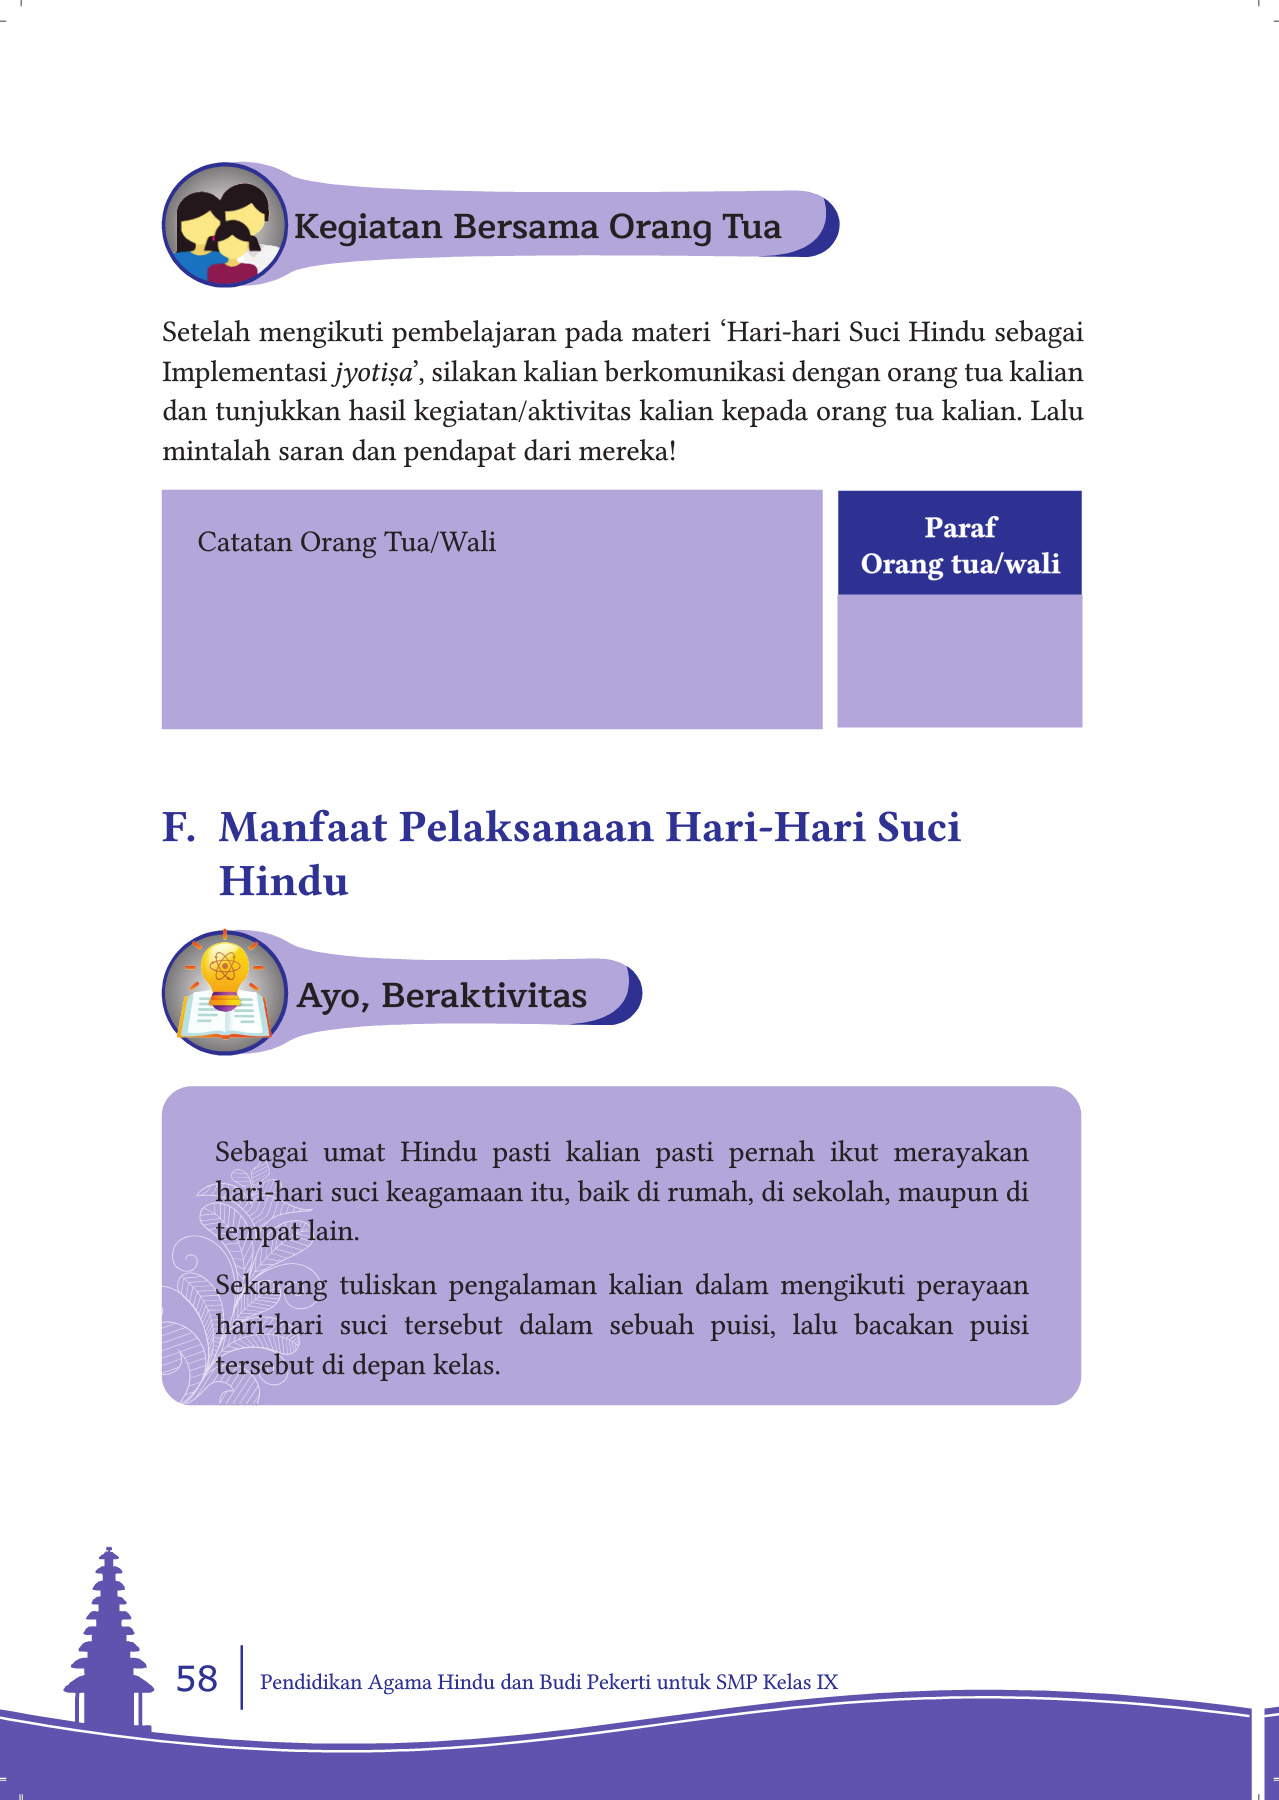 Kegiatan Bersama Orang Tua
Setelah mengikuti pembelajaran pada materi ‘Hari-hari Suci Hindu sebagai
Implementasi jyotiṣa’, silakan kalian berkomunikasi dengan orang tua kalian
dan tunjukkan hasil kegiatan/aktivitas kalian kepada orang tua kalian. Lalu
mintalah saran dan pendapat dari mereka!
Catatan Orang Tua/Wali
Paraf
Orang tua/wali
F. Manfaat Pelaksanaan Hari-Hari Suci
Hindu
Ayo, Beraktivitas
Sebagai umat Hindu pasti kalian pasti pernah ikut merayakan
hari-hari suci keagamaan itu, baik di rumah, di sekolah, maupun di
tempat lain.
Sekarang tuliskan pengalaman kalian dalam mengikuti perayaan
hari-hari suci tersebut dalam sebuah puisi, lalu bacakan puisi
tersebut di depan kelas.
58
Pendidikan Agama Hindu dan Budi Pekerti untuk SMP Kelas IX